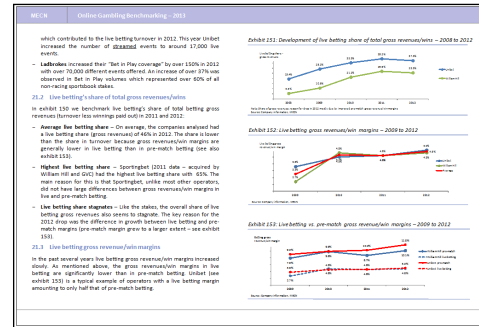 MECN Online Gambling Benchmarking – 2013
which contributed to the live betting turnover in 2012. This year Unibet
increased the number of streamed events to around 17,000 live
events.
– Ladbrokes increased their "Bet in Play coverage" by over 150% in 2012
with over 70,000 different events offered. An increase of over 37% was
observed in Bet in Play volumes which represented over 60% of all
non-racing sportsbook stakes.
21.2 Live betting's share of total gross revenues/wins
In exhibit 150 we benchmark live betting's share of total betting gross
revenues (turnover less winnings paid out) in 2011 and 2012:
– Average live betting share – On average, the companies analysed had
a live betting share (gross revenues) of 46% in 2012. The share is lower
than the share in turnover because gross revenues/win margins are
generally lower in live betting than in pre-match betting (see also
exhibit 153).
– Highest live betting share – Sportingbet (2011 data – acquired by
William Hill and GVC) had the highest live betting share with 65%. The
main reason for this is that Sportingbet, unlike most other operators,
did not have large differences between gross revenues/win margins in
live and pre-match betting.
– Live betting share stagnates – Like the stakes, the overall share of live
betting gross revenues also seems to stagnate. The key reason for the
2012 drop was the difference in growth between live betting and pre-
match margins (pre-match margin grew to a larger extent – see exhibit
153).
21.3 Live betting gross revenue/win margins
In the past several years live betting gross revenue/win margins increased
slowly. As mentioned above, the gross revenues/win margins in live
betting are significantly lower than in pre-match betting. Unibet (see
exhibit 153) is a typical example of operators with a live betting margin
amounting to only half that of pre-match betting.
Exhibit 151: Development of live betting share of total gross revenues/wins – 2008 to 2012
2008 2009 2010 2011 2012
Exhibit 152: Live betting gross revenue/win margins – 2009 to 2012
2009 2010 2011 2012
Exhibit 153: Live betting vs. pre-match gross revenue/win margins – 2009 to 2012
2009 2010 2011 2012